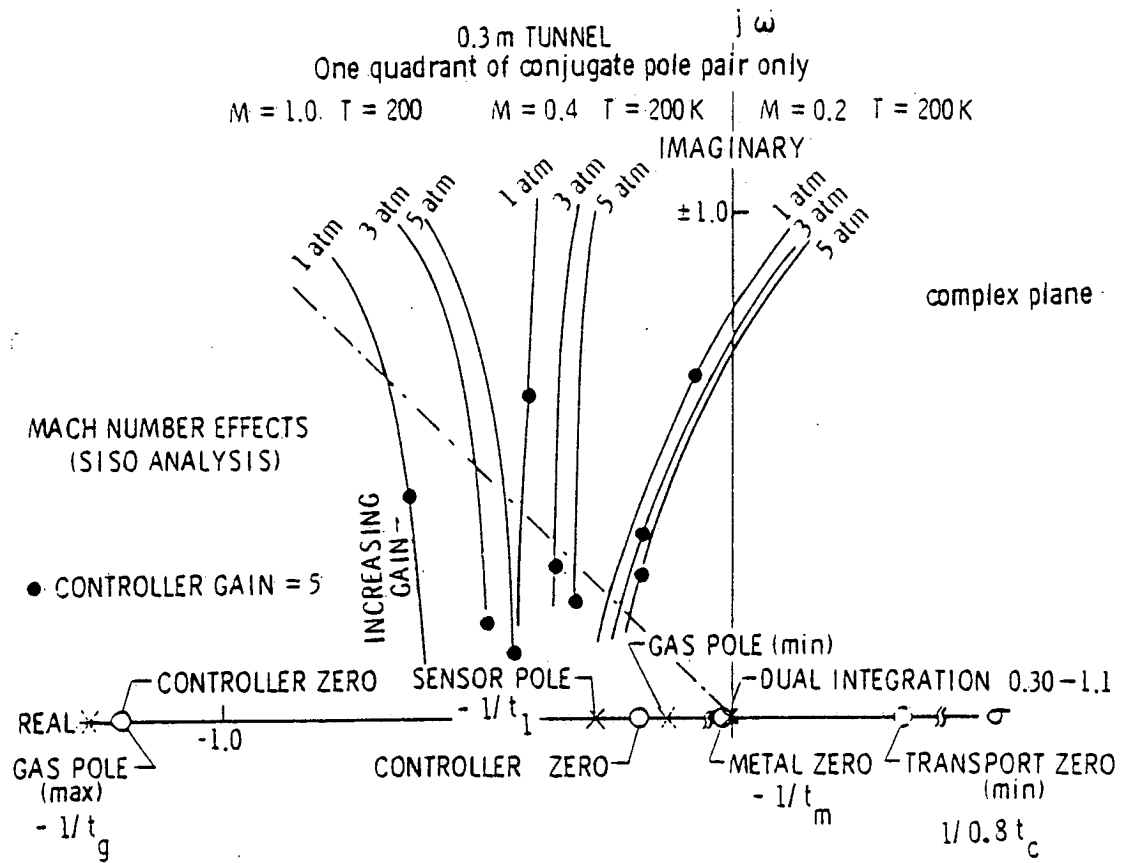 jω
0.3 m TUNNEL
One quadrant of conjugate pole pair only
M = 1.0. T = 200
M = 0.4 T = 200 K
M = 0.2 T = 200 K
IMAGINARY
1 atm
3 atm
5 atm
1 atm
3 atm
5 atm
1 atm
3 atm
5 atm
±1.0
complex plane
MACH NUMBER EFFECTS
(SISO ANALYSIS)
INCREASING
GAIN-
● CONTROLLER GAIN = 5
GAS POLE (min)
CONTROLLER ZERO
SENSOR POLE
- 1/t1
DUAL INTEGRATION 0.30-1.1
REAL
-1.0
σ
GAS POLE
(max)
- 1/tg
CONTROLLER ZERO
METAL ZERO
- 1/tm
TRANSPORT ZERO
(min)
1/0.8 tc